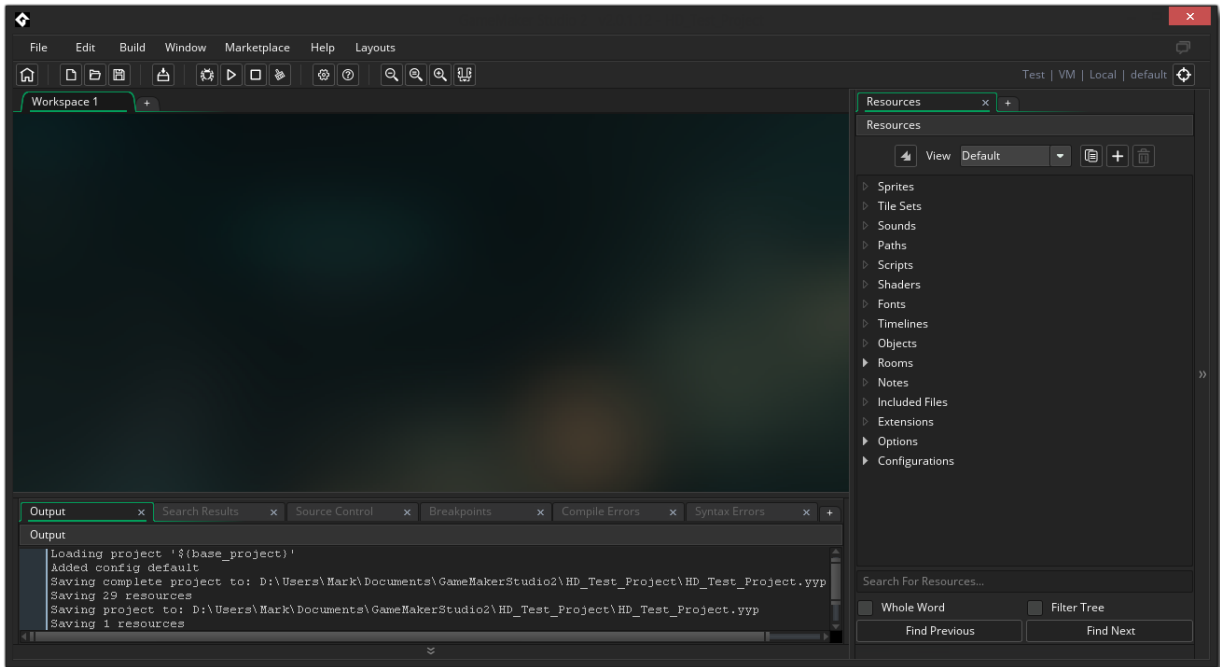 File Edit Build Window Marketplace Help Layouts
Test | VM | Local | default
Workspace 1 +
Resources × +
Resources
View Default
Sprites
Tile Sets
Sounds
Paths
Scripts
Shaders
Fonts
Timelines
Objects
Rooms
Notes
Included Files
Extensions
Options
Configurations
Output × Search Results × Source Control × Breakpoints × Compile Errors × Syntax Errors × +
Output
Loading project '$(base_project)'
Added config default
Saving complete project to: D:\Users\Mark\Documents\GameMakerStudio2\HD_Test_Project\HD_Test_Project.yyp
Saving 29 resources
Saving project to: D:\Users\Mark\Documents\GameMakerStudio2\HD_Test_Project\HD_Test_Project.yyp
Saving 1 resources
Search For Resources...
Whole Word Filter Tree
Find Previous Find Next